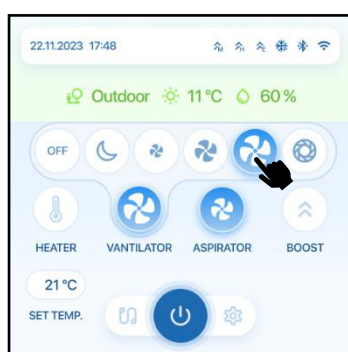 22.11.2023 17:48
Outdoor 11°C 60%
OFF
HEATER VANTILATOR ASPIRATOR BOOST
21°C
SET TEMP.